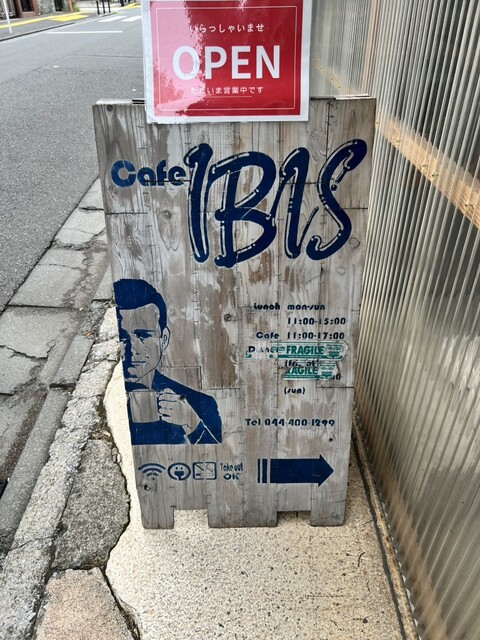 いらっしゃいませ
OPEN
ただいま営業中です
Cafe IBIS
Lunch mon-sun
11:00-15:00
Cafe 11:00-17:00
FRAGILE
RAGILE
(sun)
Tel 044-400-1299
Take out
OK